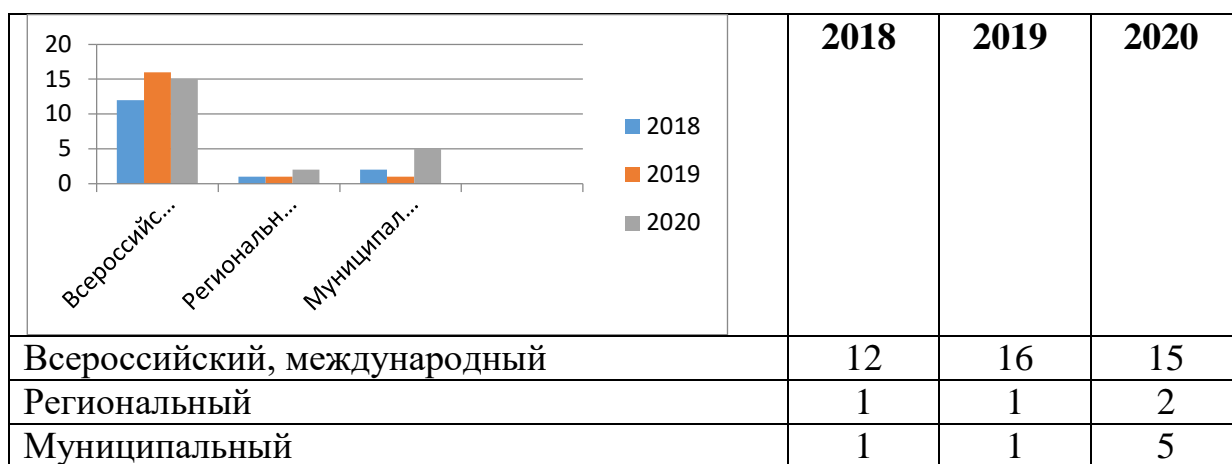 2018 2019 2020
20
15
10
5
0
Всероссийс...
Региональн...
Муниципал...
2018
2019
2020
Всероссийский, международный 12 16 15
Региональный 1 1 2
Муниципальный 1 1 5